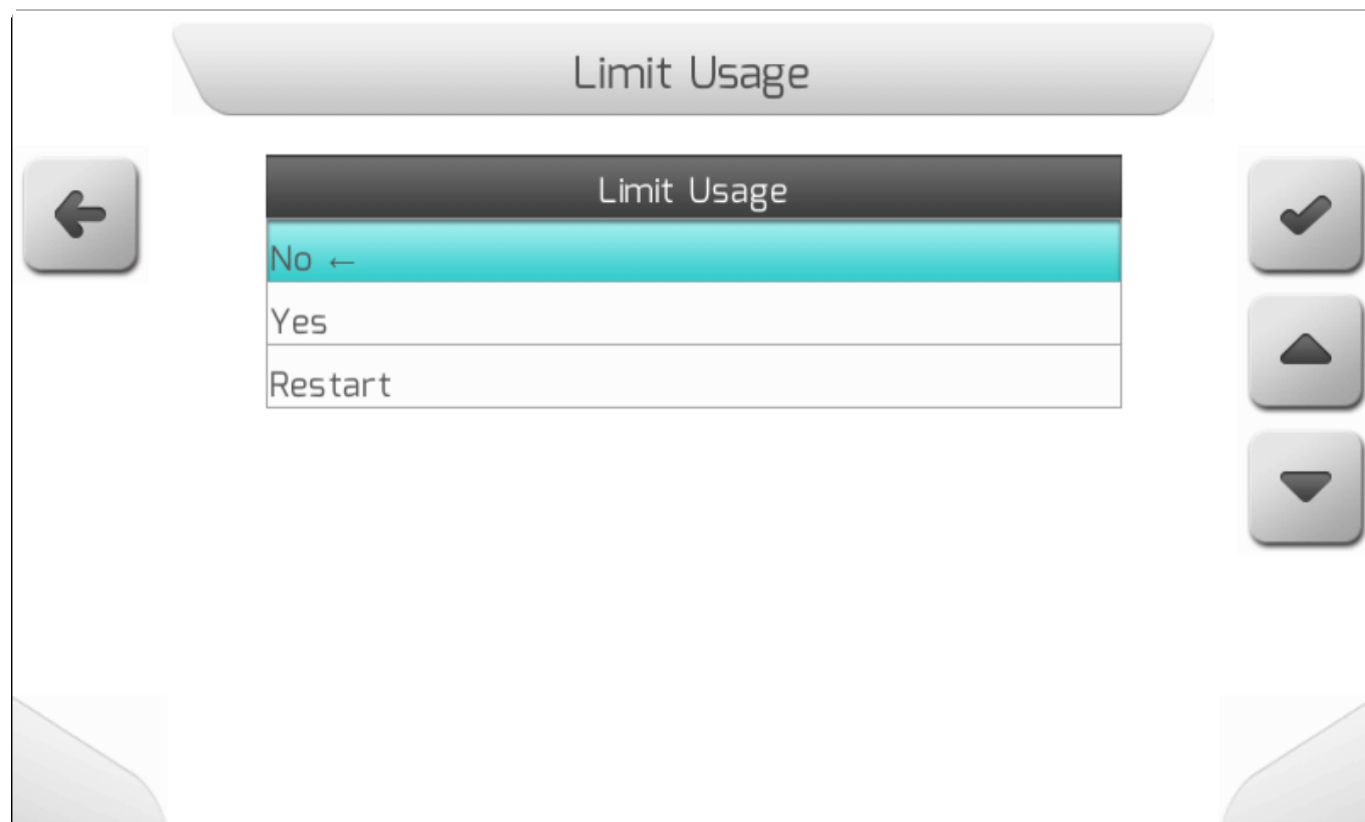 Limit Usage
Limit Usage
No ←
Yes
Restart